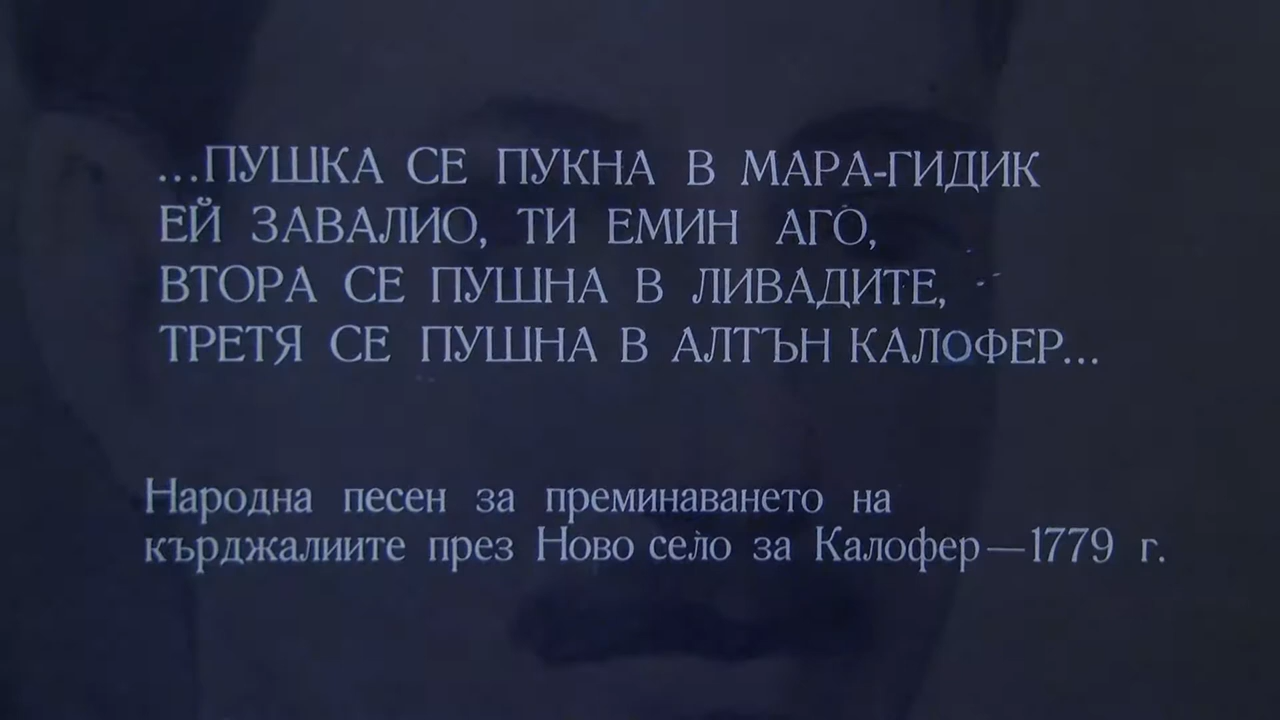 ...ПУШКА СЕ ПУКНА В МАРА-ГИДИК
ЕЙ ЗАВАЛИО, ТИ ЕМИН АГО,
ВТОРА СЕ ПУШНА В ЛИВАДИТЕ,
ТРЕТЯ СЕ ПУШНА В АЛТЪН КАЛОФЕР...
Народна песен за преминаването на
кърджалиите през Ново село за Калофер—1779 г.